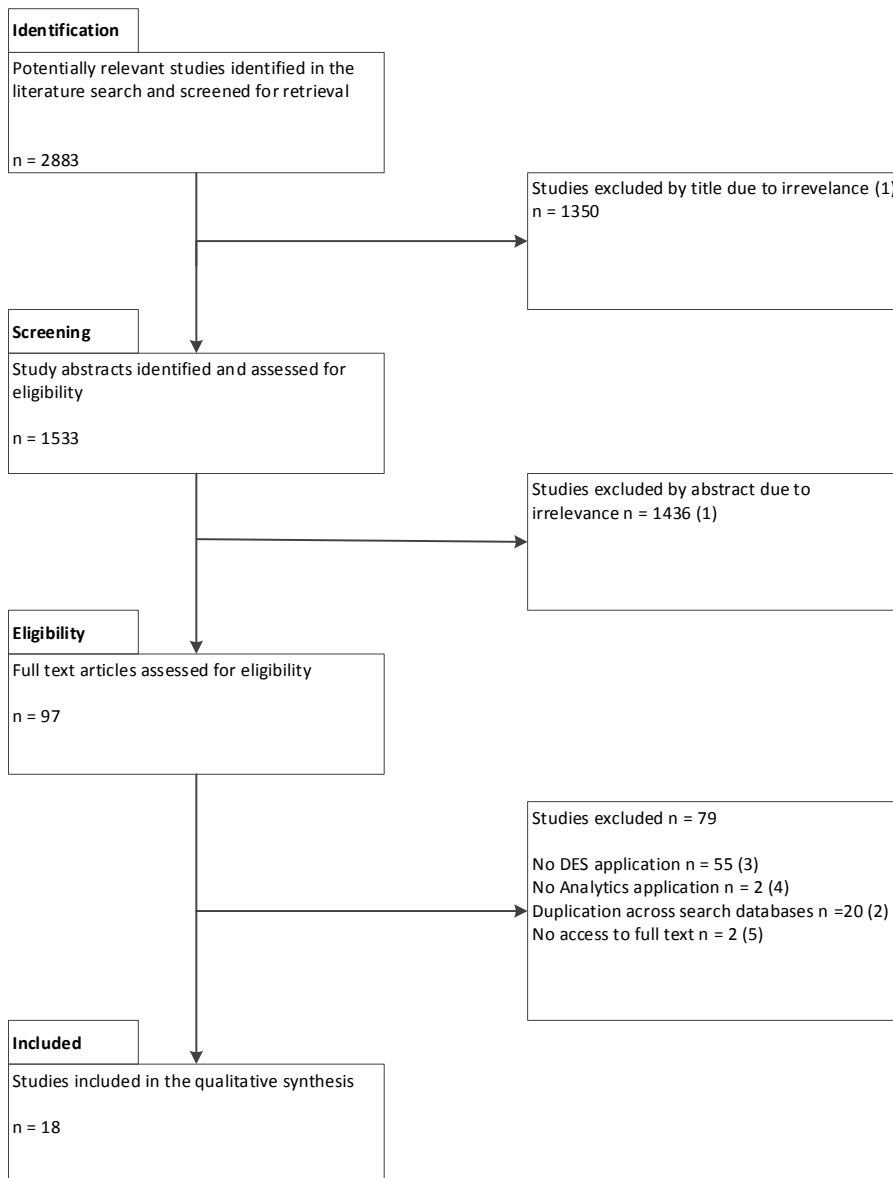 Identification
Potentially relevant studies identified in the
literature search and screened for retrieval
n = 2883
Studies excluded by title due to irrevelance (1)
n = 1350
Screening
Study abstracts identified and assessed for
eligibility
n = 1533
Studies excluded by abstract due to
irrelevance n = 1436 (1)
Eligibility
Full text articles assessed for eligibility
n = 97
Studies excluded n = 79
No DES application n = 55 (3)
No Analytics application n = 2 (4)
Duplication across search databases n =20 (2)
No access to full text n = 2 (5)
Included
Studies included in the qualitative synthesis
n = 18